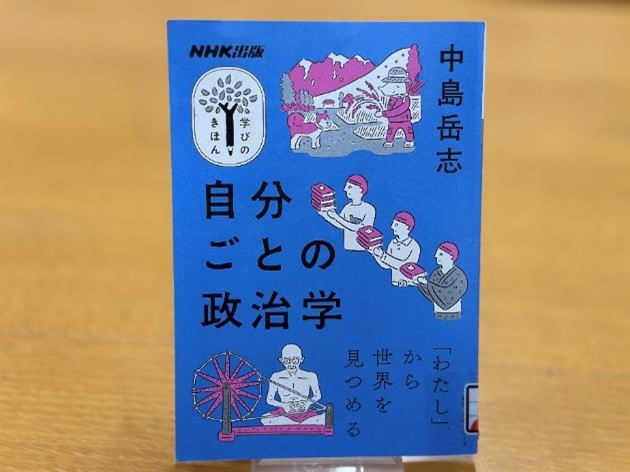 NHK出版
学びの
きほん
中島岳志
自分
ごとの
政治学
「わたし」
から
世界を
見つめる